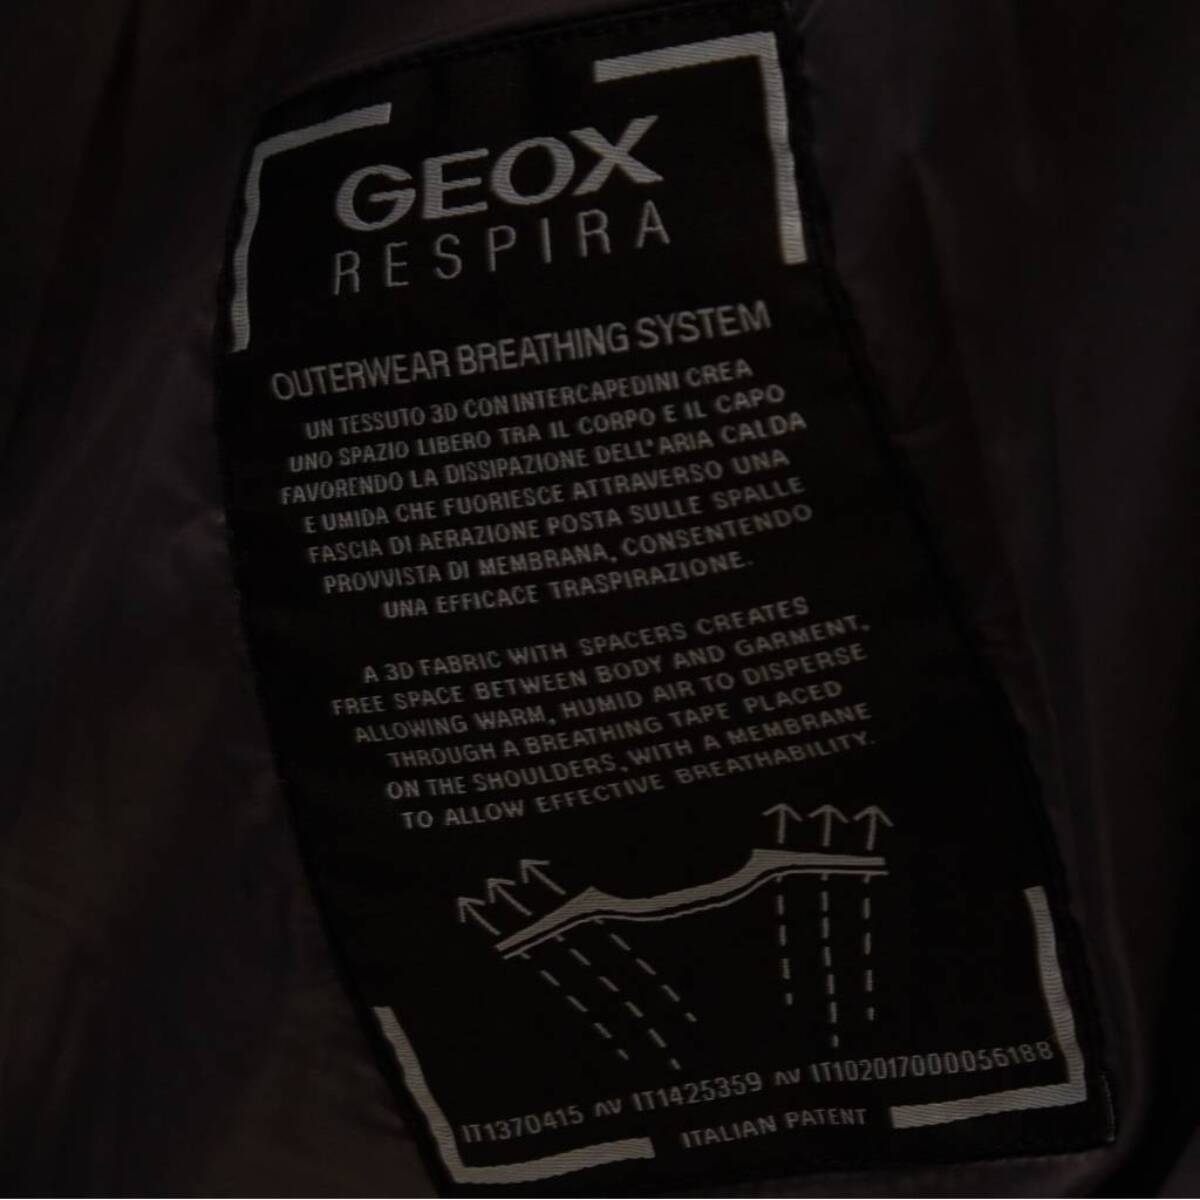 GEOX
RESPIRA
OUTERWEAR BREATHING SYSTEM
UN TESSUTO 3D CON INTERCAPEDINI CREA
UNO SPAZIO LIBERO TRA IL CORPO E IL CAPO
FAVORENDO LA DISSIPAZIONE DELL'ARIA CALDA
E UMIDA CHE FUORIESCE ATTRAVERSO UNA
FASCIA DI AERAZIONE POSTA SULLE SPALLE
PROVVISTA DI MEMBRANA, CONSENTENDO
UNA EFFICACE TRASPIRAZIONE.
A 3D FABRIC WITH SPACERS CREATES
FREE SPACE BETWEEN BODY AND GARMENT,
ALLOWING WARM, HUMID AIR TO DISPERSE
THROUGH A BREATHING TAPE PLACED
ON THE SHOULDERS, WITH A MEMBRANE
TO ALLOW EFFECTIVE BREATHABILITY.
IT1370415 /\/ IT1425359 /\/ IT102017000056188
ITALIAN PATENT